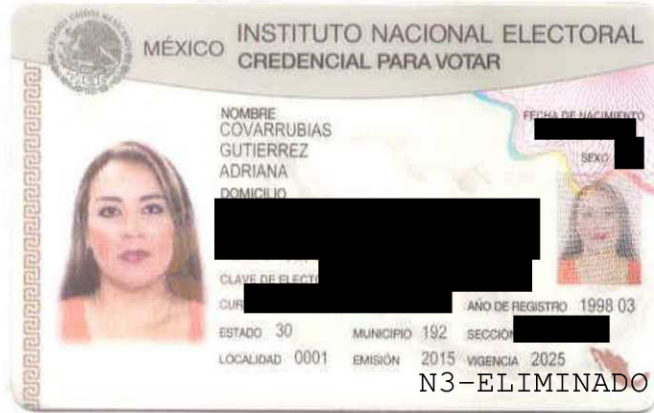 MÉXICO
INSTITUTO NACIONAL ELECTORAL
CREDENCIAL PARA VOTAR
NOMBRE
COVARRUBIAS
GUTIERREZ
ADRIANA
FECHA DE NACIMIENTO
SEXO
DOMICILIO
CLAVE DE
AÑO DE REGISTRO 1998 03
ESTADO 30 MUNICIPIO 192 SECCIÓN
LOCALIDAD 0001 EMISIÓN 2015 VIGENCIA 2025
N3-ELIMINADO